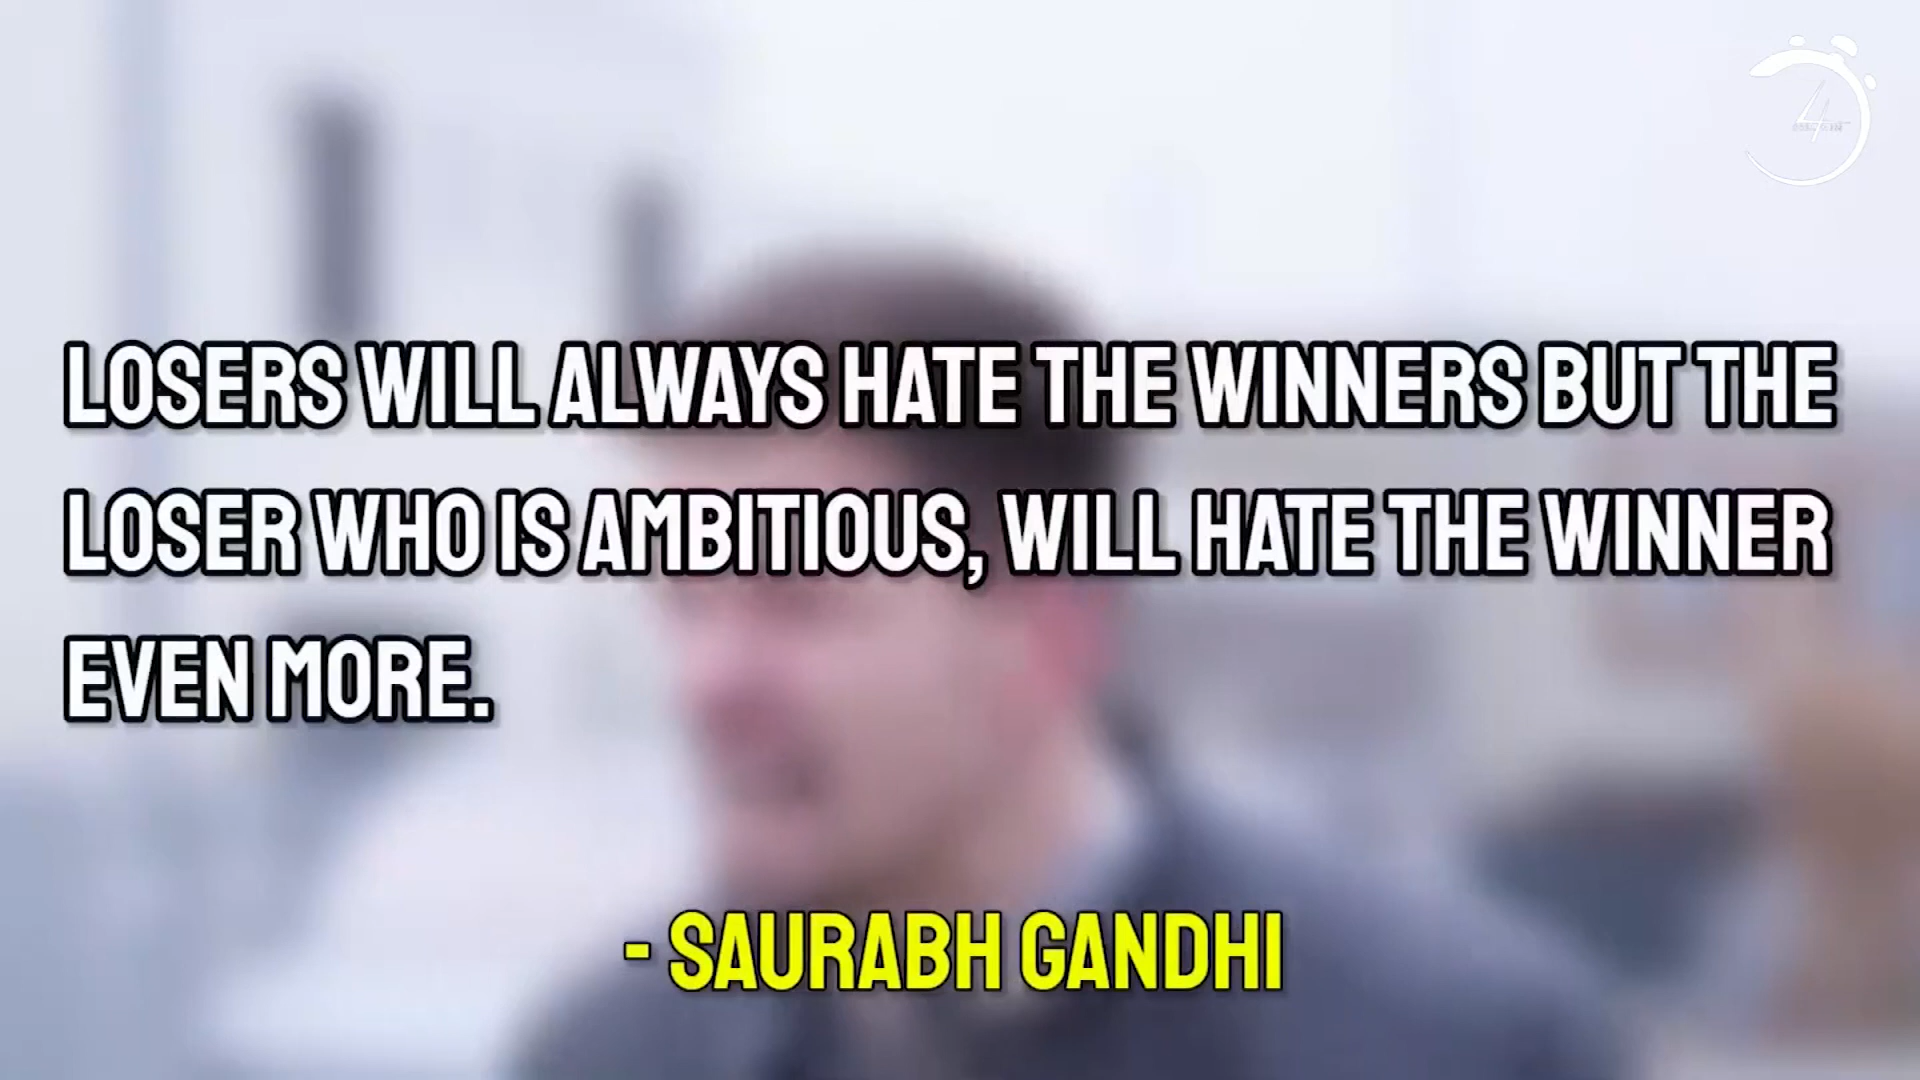 4
LOSERS WILL ALWAYS HATE THE WINNERS BUT THE
LOSER WHO IS AMBITIOUS, WILL HATE THE WINNER
EVEN MORE.
- SAURABH GANDHI